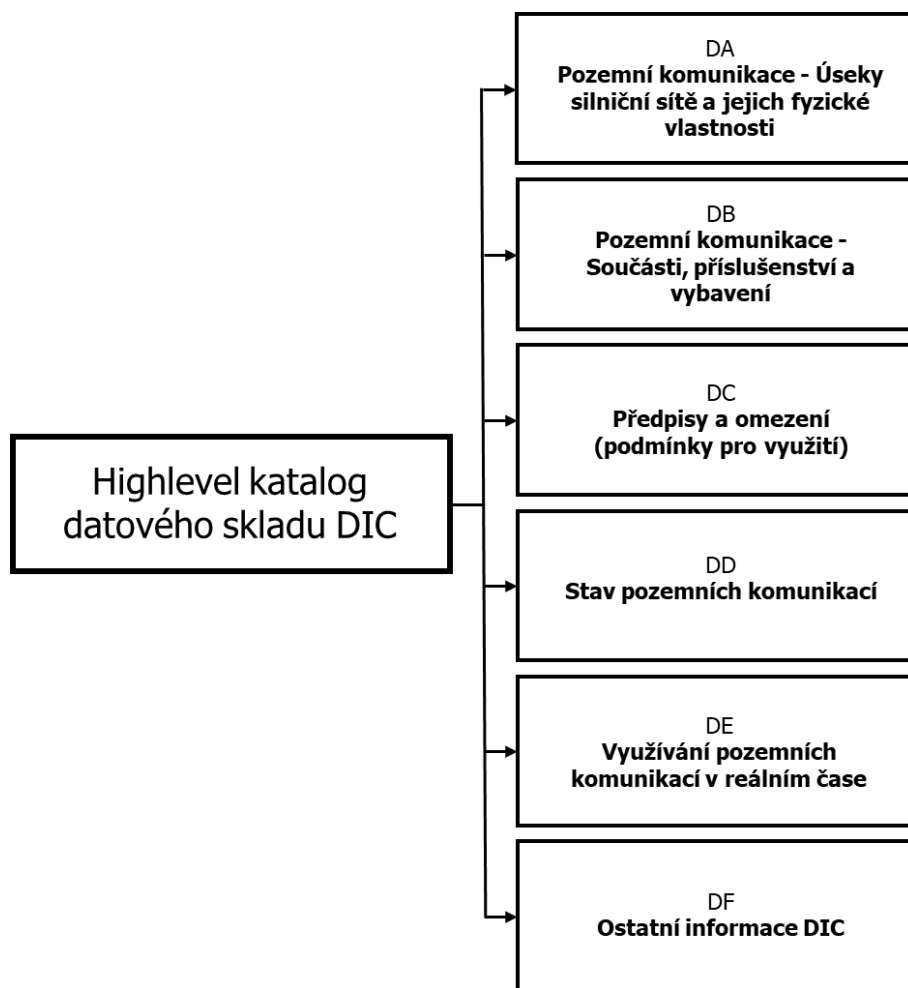 DA
Pozemní komunikace - Úseky
silniční sítě a jejich fyzické
vlastnosti
DB
Pozemní komunikace -
Součásti, příslušenství a
vybavení
DC
Předpisy a omezení
(podmínky pro využití)
Highlevel katalog
datového skladu DIC
DD
Stav pozemních komunikací
DE
Využívání pozemních
komunikací v reálním čase
DF
Ostatní informace DIC